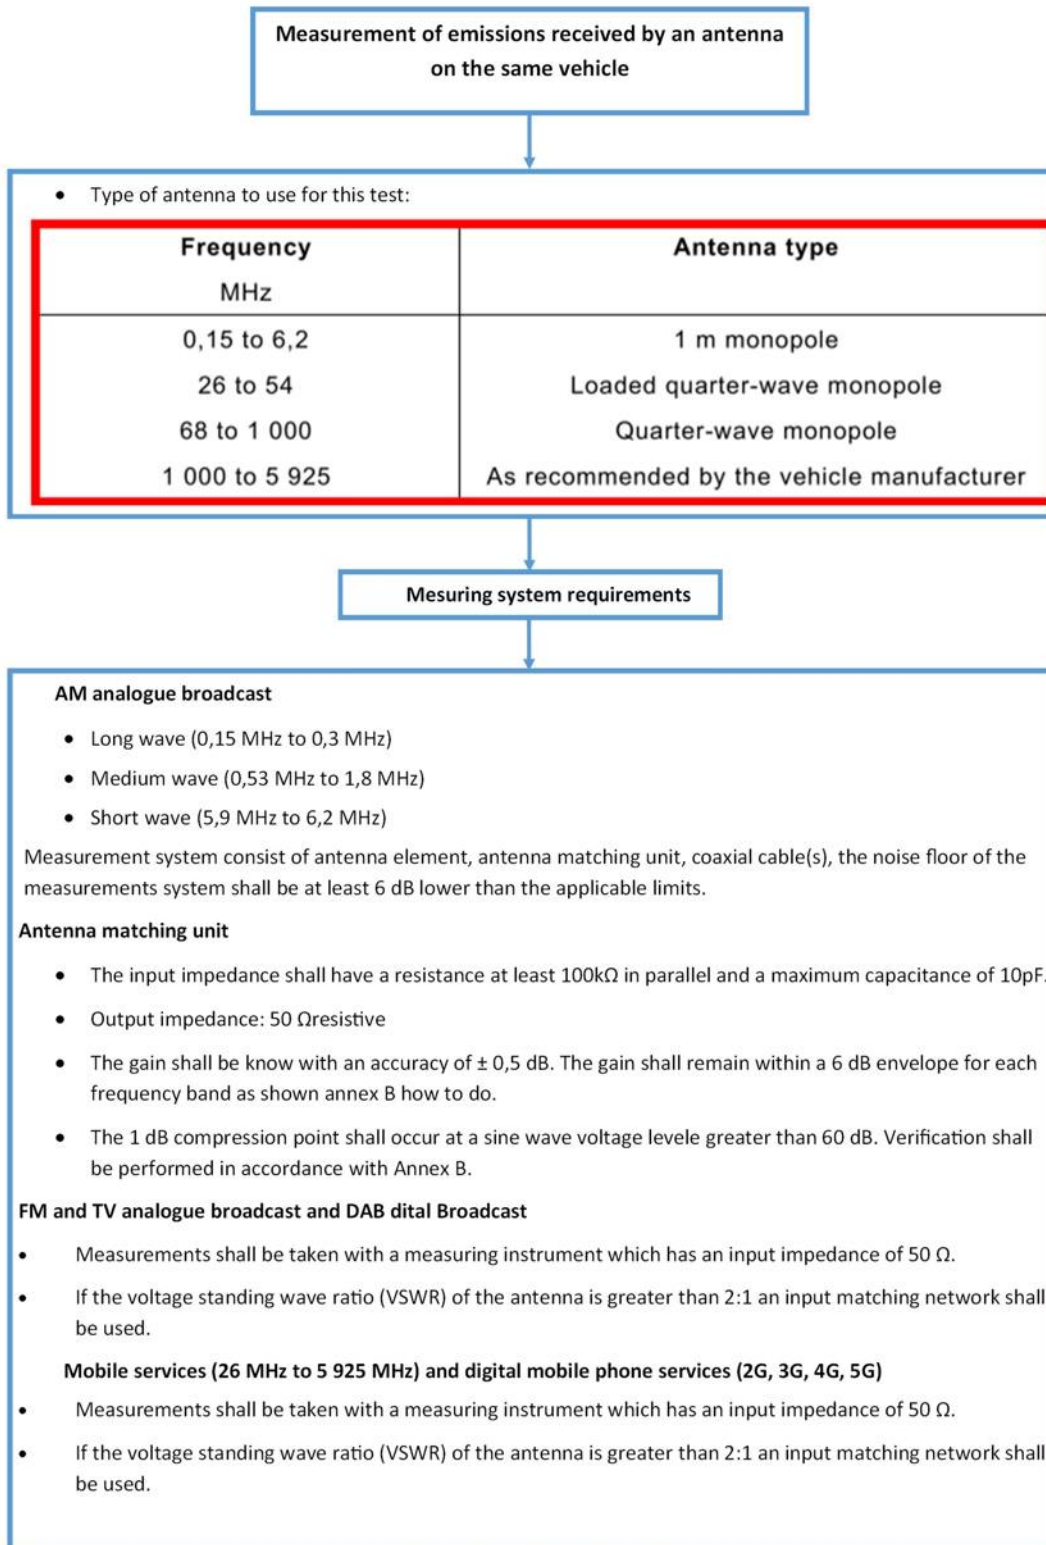 Measurement of emissions received by an antenna
on the same vehicle
• Type of antenna to use for this test:
Frequency Antenna type
MHz
0,15 to 6,2 1 m monopole
26 to 54 Loaded quarter-wave monopole
68 to 1 000 Quarter-wave monopole
1 000 to 5 925 As recommended by the vehicle manufacturer
Mesuring system requirements
AM analogue broadcast
• Long wave (0,15 MHz to 0,3 MHz)
• Medium wave (0,53 MHz to 1,8 MHz)
• Short wave (5,9 MHz to 6,2 MHz)
Measurement system consist of antenna element, antenna matching unit, coaxial cable(s), the noise floor of the
measurements system shall be at least 6 dB lower than the applicable limits.
Antenna matching unit
• The input impedance shall have a resistance at least 100kΩ in parallel and a maximum capacitance of 10pF.
• Output impedance: 50 Ωresistive
• The gain shall be know with an accuracy of ± 0,5 dB. The gain shall remain within a 6 dB envelope for each
frequency band as shown annex B how to do.
• The 1 dB compression point shall occur at a sine wave voltage levele greater than 60 dB. Verification shall
be performed in accordance with Annex B.
FM and TV analogue broadcast and DAB dital Broadcast
• Measurements shall be taken with a measuring instrument which has an input impedance of 50 Ω.
• If the voltage standing wave ratio (VSWR) of the antenna is greater than 2:1 an input matching network shall
be used.
Mobile services (26 MHz to 5 925 MHz) and digital mobile phone services (2G, 3G, 4G, 5G)
• Measurements shall be taken with a measuring instrument which has an input impedance of 50 Ω.
• If the voltage standing wave ratio (VSWR) of the antenna is greater than 2:1 an input matching network shall
be used.